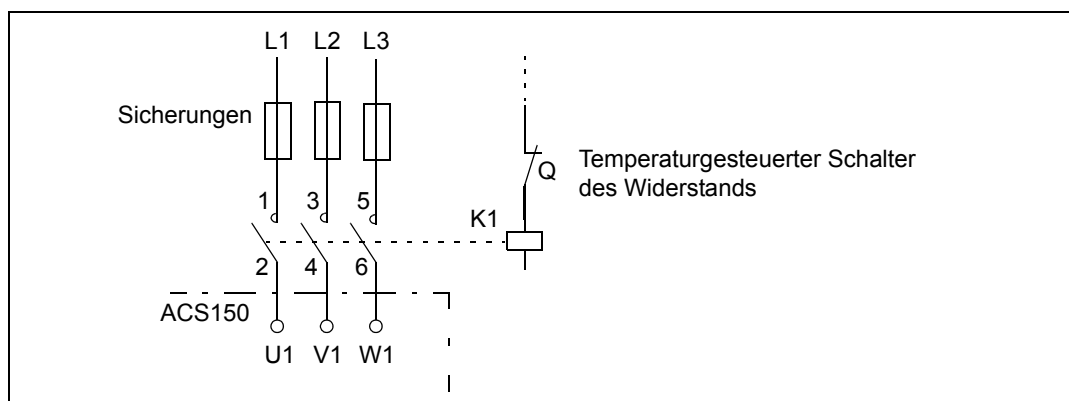 L1 L2 L3
Sicherungen
Temperaturgesteuerter Schalter
des Widerstands
Q
1 3 5
K1
2 4 6
ACS150
U1 V1 W1